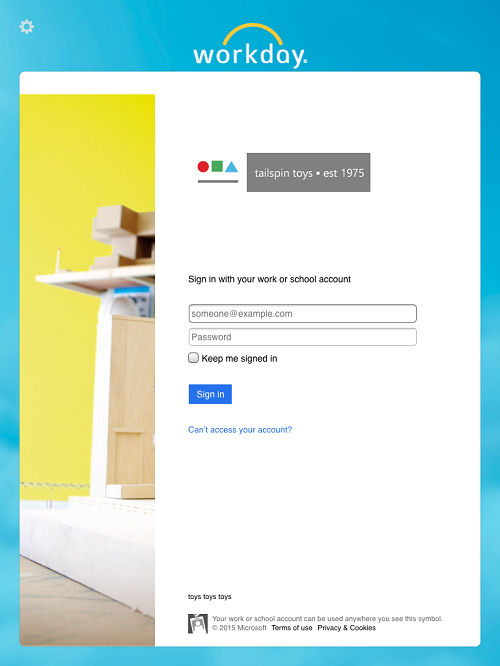 workday.
tailspin toys • est 1975
Sign in with your work or school account
someone@example.com
Password
Keep me signed in
Sign in
Can't access your account?
toys toys toys
Your work or school account can be used anywhere you see this symbol.
© 2015 Microsoft Terms of use Privacy & Cookies